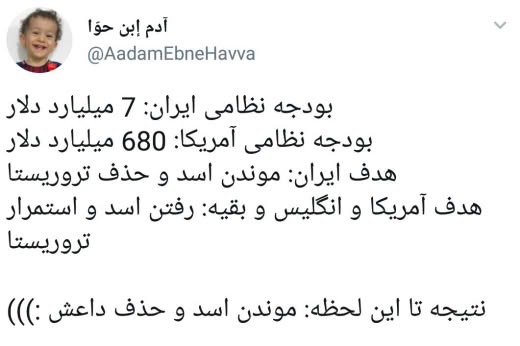 آدم إبن حوّا
@AadamEbneHavva
بودجه نظامی ایران: 7 میلیارد دلار
بودجه نظامی آمریکا: 680 میلیارد دلار
هدف ایران: موندن اسد و حذف تروریستا
هدف آمریکا و انگلیس و بقیه: رفتن اسد و استمرار
تروریستا
نتیجه تا این لحظه: موندن اسد و حذف داعش :)))